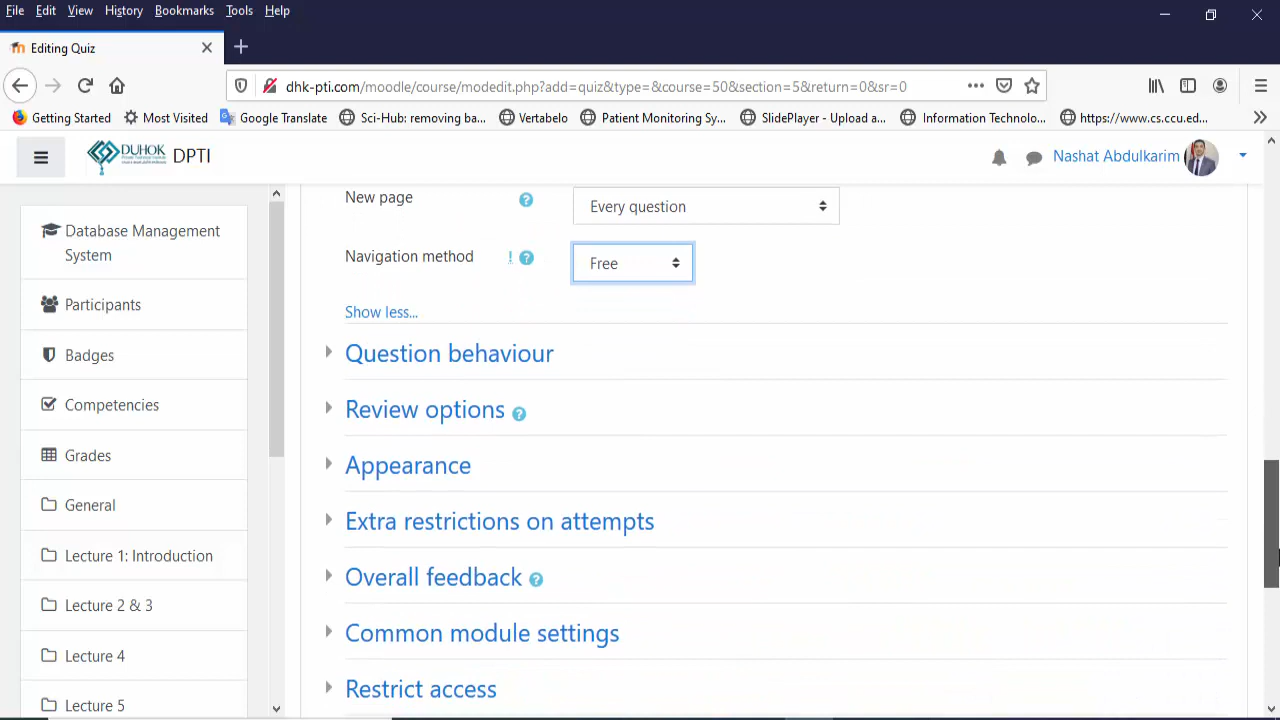 File Edit View History Bookmarks Tools Help
Editing Quiz
dhk-pti.com/moodle/course/modedit.php?add=quiz&type=&course=50&section=5&return=0&sr=0
Getting Started Most Visited Google Translate Sci-Hub: removing ba... Vertabelo Patient Monitoring Sy... SlidePlayer - Upload a... Information Technolo... https://www.cs.ccu.ed...
DUHOK DPTI Nashat Abdulkarim
Database Management
System
Participants
Badges
Competencies
Grades
General
Lecture 1: Introduction
Lecture 2 & 3
Lecture 4
Lecture 5
New page Every question
Navigation method Free
Show less...
Question behaviour
Review options
Appearance
Extra restrictions on attempts
Overall feedback
Common module settings
Restrict access